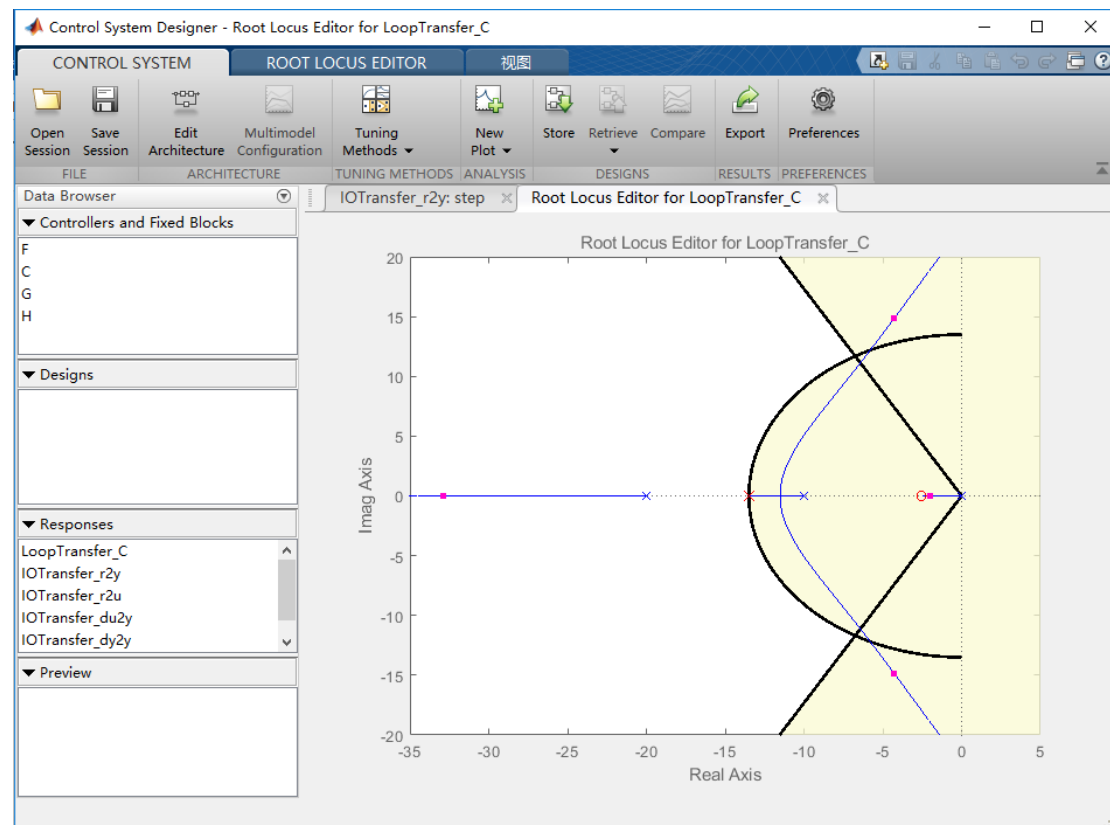 Control System Designer - Root Locus Editor for LoopTransfer_C
CONTROL SYSTEM
ROOT LOCUS EDITOR
视图
Open Session
Save Session
Edit Architecture
Multimodel Configuration
Tuning Methods
New Plot
Store
Retrieve
Compare
Export
Preferences
FILE
ARCHITECTURE
TUNING METHODS
ANALYSIS
DESIGNS
RESULTS
PREFERENCES
Data Browser
IOTransfer_r2y: step
Root Locus Editor for LoopTransfer_C
Controllers and Fixed Blocks
F
C
G
H
Designs
Responses
LoopTransfer_C
IOTransfer_r2y
IOTransfer_r2u
IOTransfer_du2y
IOTransfer_dy2y
Preview
Root Locus Editor for LoopTransfer_C
Imag Axis
20
15
10
5
0
-5
-10
-15
-20
-35
-30
-25
-20
-15
-10
-5
0
5
Real Axis